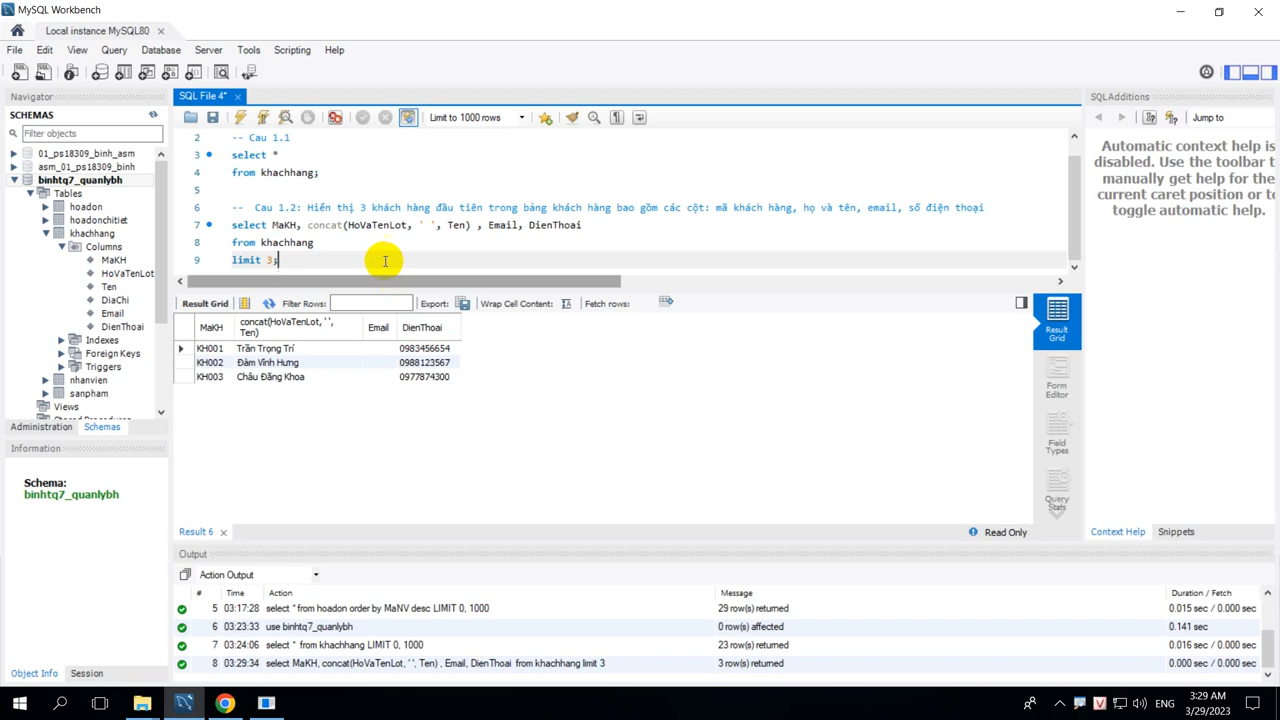 MySQL Workbench
Local instance MySQL80
File Edit View Query Database Server Tools Scripting Help
Navigator
SCHEMAS
Filter objects
01_ps18309_binh_asm
asm_01_ps18309_binh
binhtq7_quanlybh
Tables
hoadon
hoadonchitiet
khachhang
Columns
MaKH
HoVaTenLot
Ten
DiaChi
Email
DienThoai
Indexes
Foreign Keys
Triggers
nhanvien
sanpham
Views
Administration Schemas
Information
Schema:
binhtq7_quanlybh
Object Info Session
SQL File 4*
Limit to 1000 rows
2 -- Cau 1.1
3 select *
4 from khachhang;
5
6 -- Cau 1.2: Hiển thị 3 khách hàng đầu tiên trong bảng khách hàng bao gồm các cột: mã khách hàng, họ và tên, email, số điện thoại
7 select MaKH, concat(HoVaTenLot, ' ', Ten) , Email, DienThoai
8 from khachhang
9 limit 3;
Result Grid Filter Rows: Export: Wrap Cell Content: Fetch rows:
MaKH concat(HoVaTenLot, ' ', Ten) Email DienThoai
KH001 Trần Trọng Trí 0983456654
KH002 Đàm Vĩnh Hưng 0988123567
KH003 Châu Đăng Khoa 0977874300
Result Grid
Form Editor
Field Types
Query Stats
Result 6
Read Only
Output
Action Output
# Time Action Message Duration / Fetch
5 03:17:28 select * from hoadon order by MaNV desc LIMIT 0, 1000 29 row(s) returned 0.015 sec / 0.000 sec
6 03:23:33 use binhtq7_quanlybh 0 row(s) affected 0.141 sec
7 03:24:06 select * from khachhang LIMIT 0, 1000 23 row(s) returned 0.016 sec / 0.000 sec
8 03:29:34 select MaKH, concat(HoVaTenLot, ' ', Ten) , Email, DienThoai from khachhang limit 3 3 row(s) returned 0.000 sec / 0.000 sec
SQLAdditions
Jump to
Automatic context help is
disabled. Use the toolbar to
manually get help for the
current caret position or to
toggle automatic help.
Context Help Snippets
ENG
3:29 AM
3/29/2023